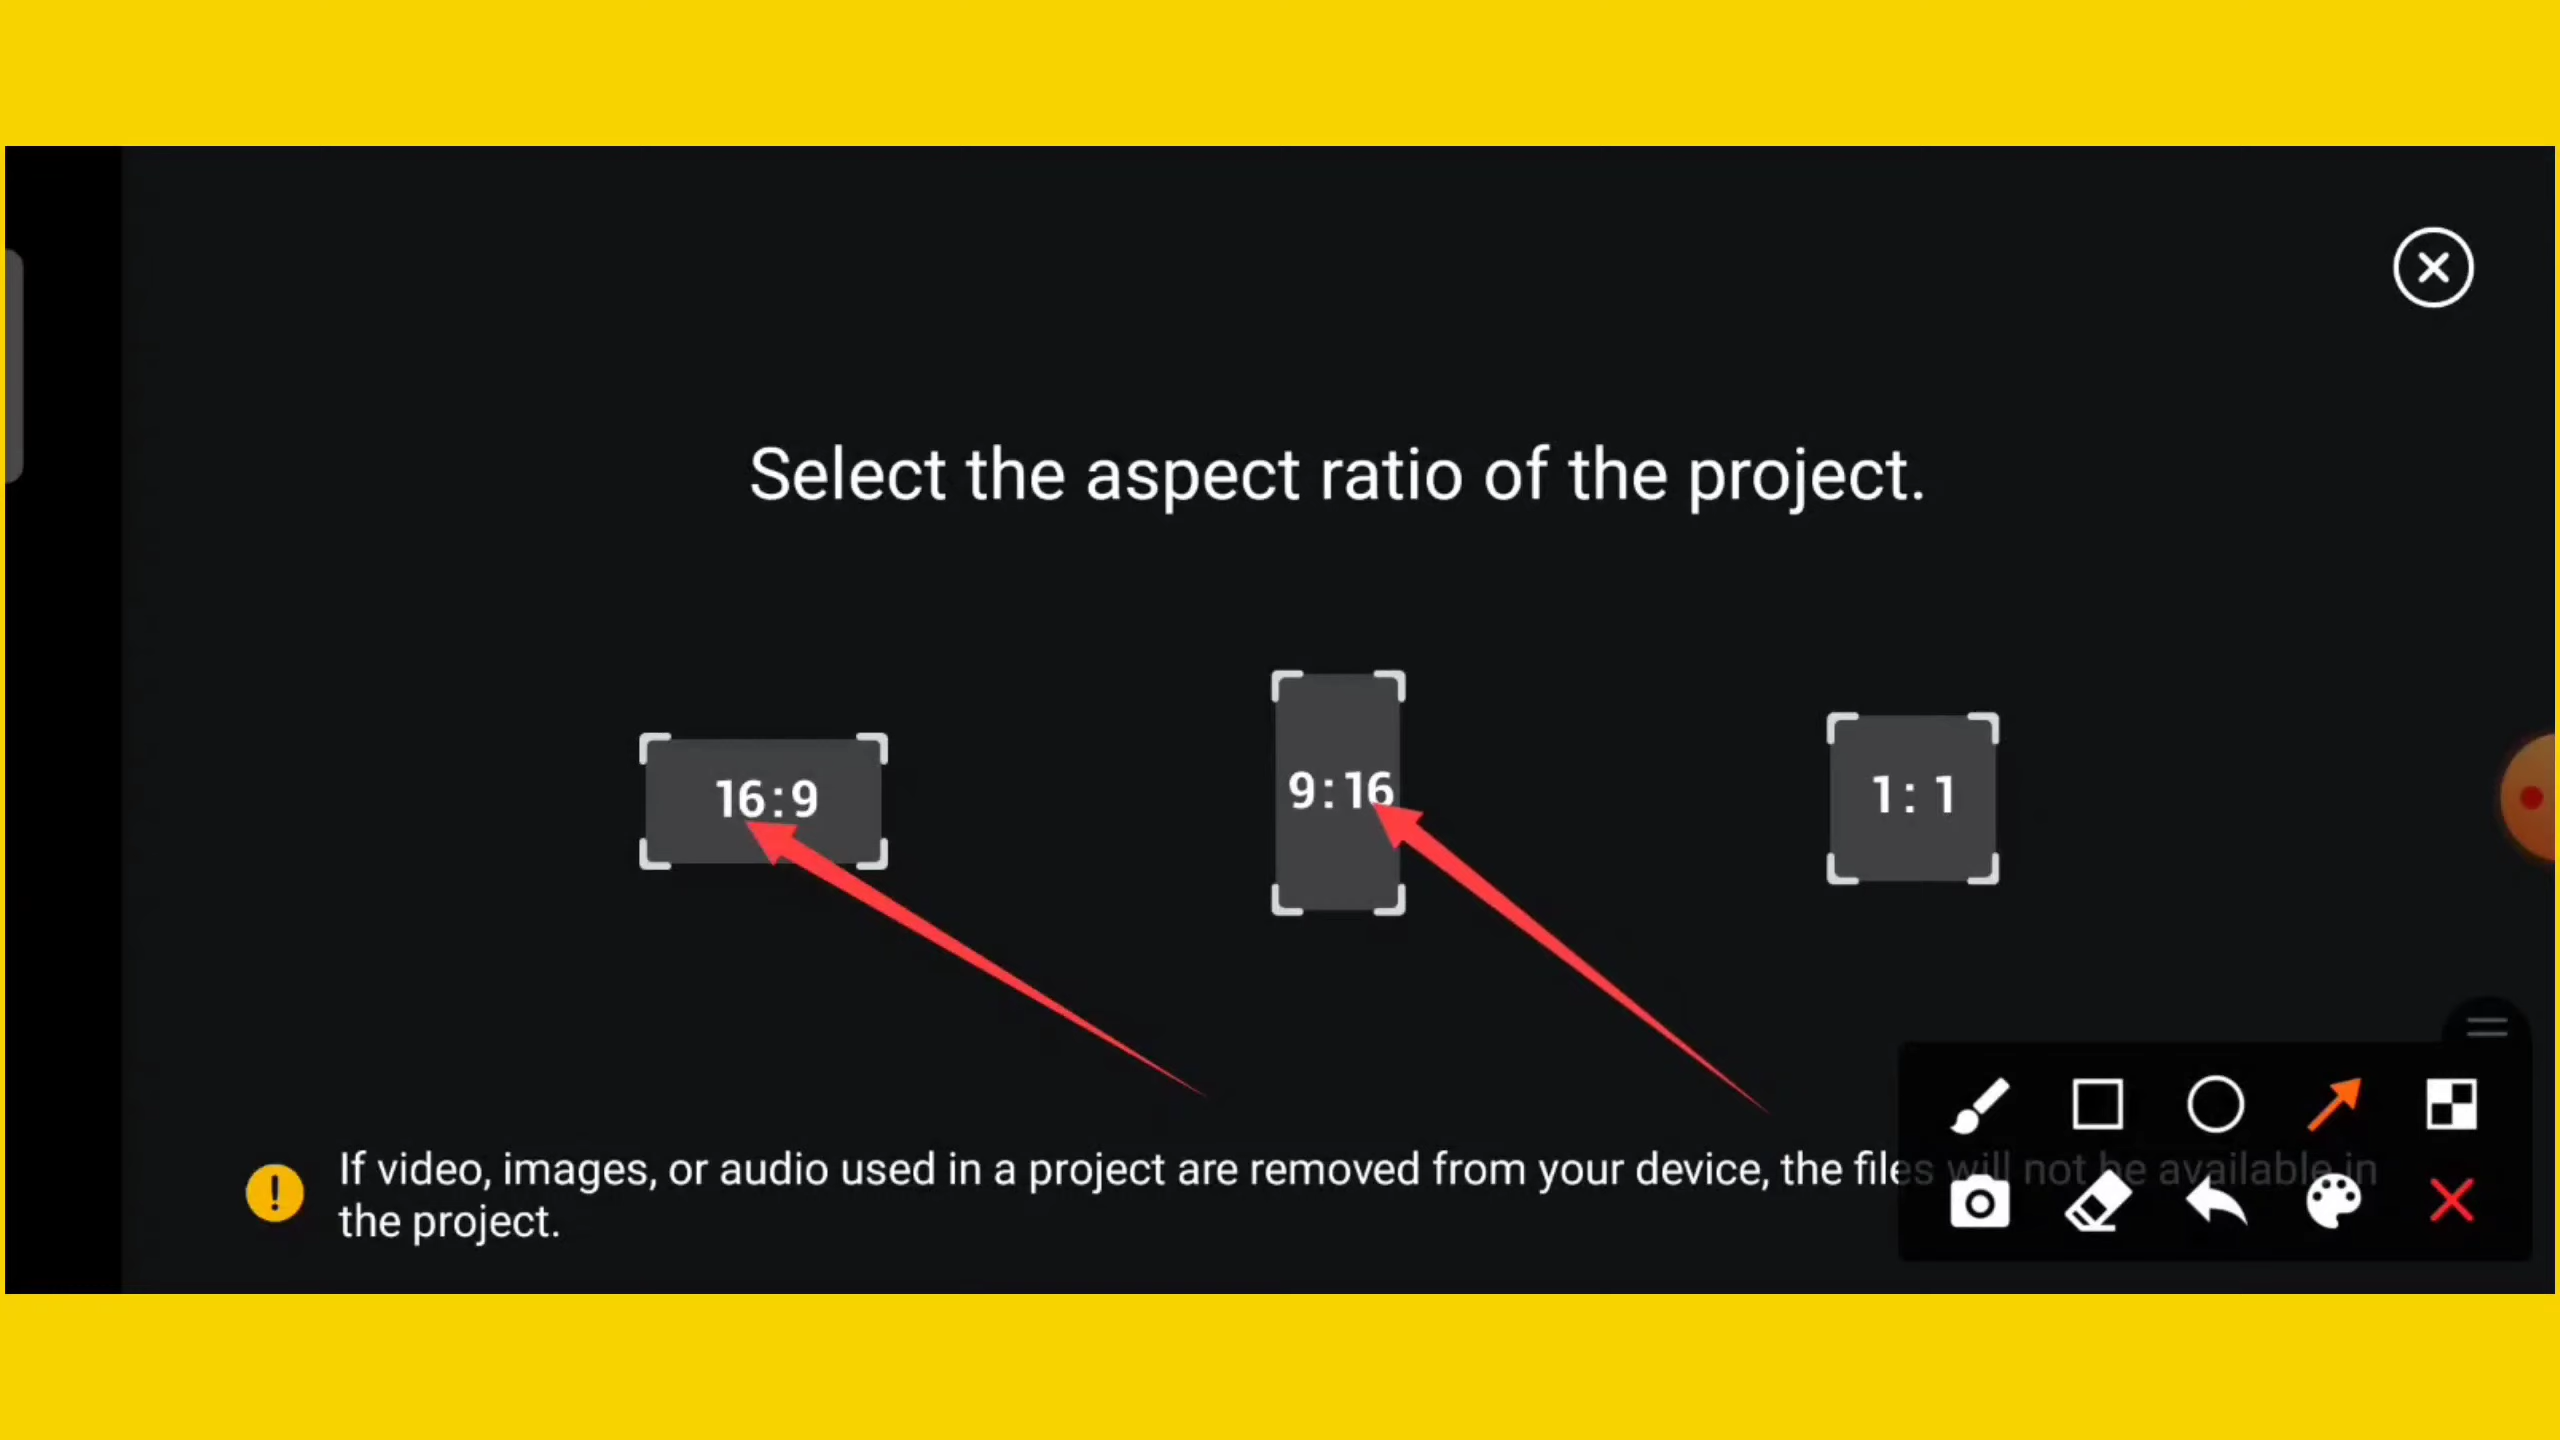 Select the aspect ratio of the project.
16:9
9:16
1:1
If video, images, or audio used in a project are removed from your device, the files will not be available in
the project.